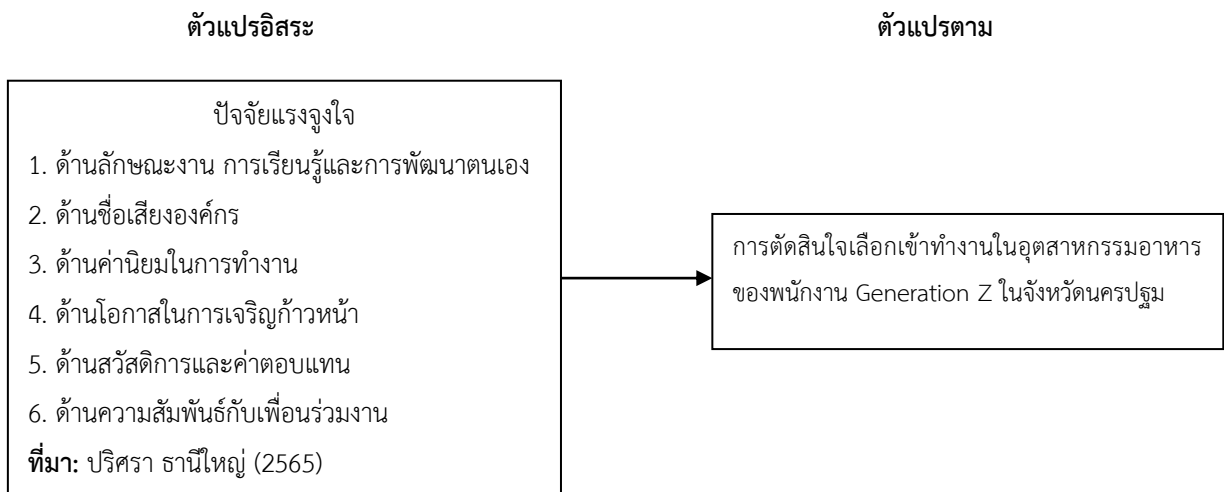 ตัวแปรอิสระ
ตัวแปรตาม
ปัจจัยแรงจูงใจ
1. ด้านลักษณะงาน การเรียนรู้และการพัฒนาตนเอง
2. ด้านชื่อเสียงองค์กร
3. ด้านค่านิยมในการทำงาน
4. ด้านโอกาสในการเจริญก้าวหน้า
5. ด้านสวัสดิการและค่าตอบแทน
6. ด้านความสัมพันธ์กับเพื่อนร่วมงาน
ที่มา: ปริศรา ธานีใหญ่ (2565)
การตัดสินใจเลือกเข้าทำงานในอุตสาหกรรมอาหาร
ของพนักงาน Generation Z ในจังหวัดนครปฐม